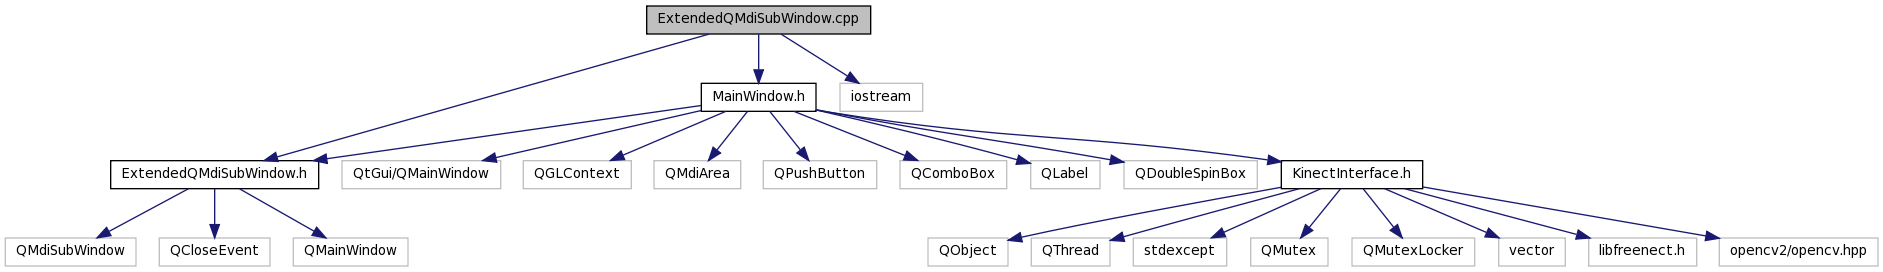 ExtendedQMdiSubWindow.cpp
MainWindow.h
iostream
ExtendedQMdiSubWindow.h
QtGui/QMainWindow
QGLContext
QMdiArea
QPushButton
QComboBox
QLabel
QDoubleSpinBox
KinectInterface.h
QMdiSubWindow
QCloseEvent
QMainWindow
QObject
QThread
stdexcept
QMutex
QMutexLocker
vector
libfreenect.h
opencv2/opencv.hpp